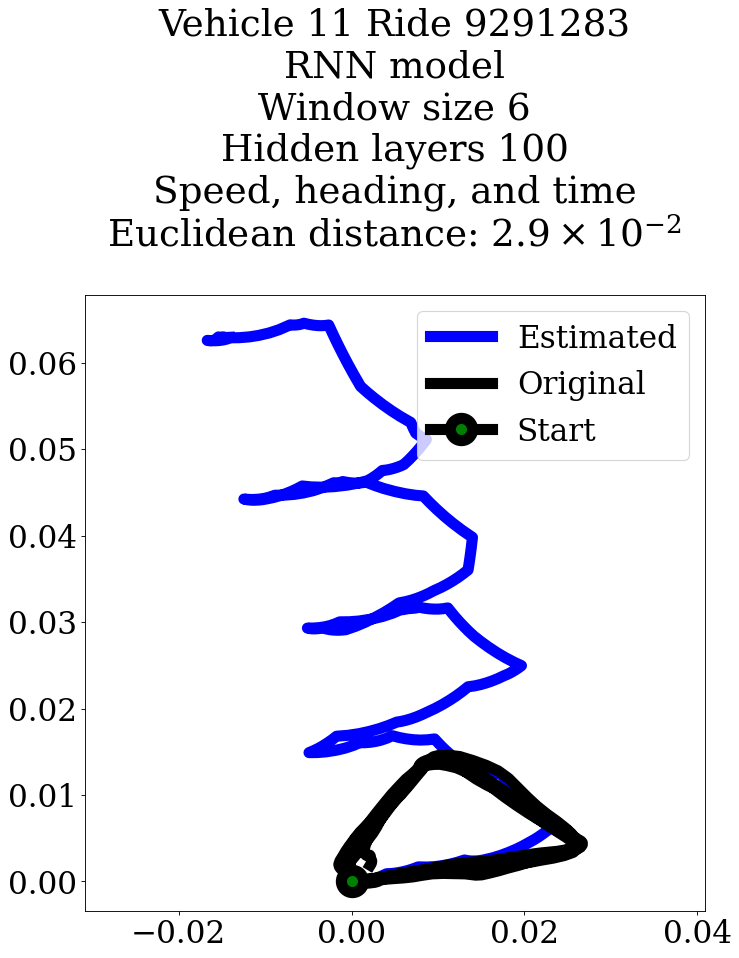 Vehicle 11 Ride 9291283
RNN model
Window size 6
Hidden layers 100
Speed, heading, and time
Euclidean distance: 2.9 × 10⁻²
Estimated
Original
Start
0.06
0.05
0.04
0.03
0.02
0.01
0.00
−0.02 0.00 0.02 0.04